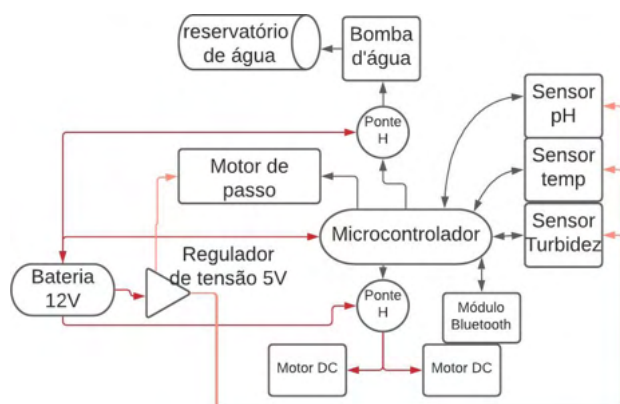 reservatório
de água
Bomba
d'água
Sensor
pH
Ponte
H
Motor de
passo
Sensor
temp
Microcontrolador
Sensor
Turbidez
Regulador
de tensão 5V
Bateria
12V
Ponte
H
Módulo
Bluetooth
Motor DC
Motor DC